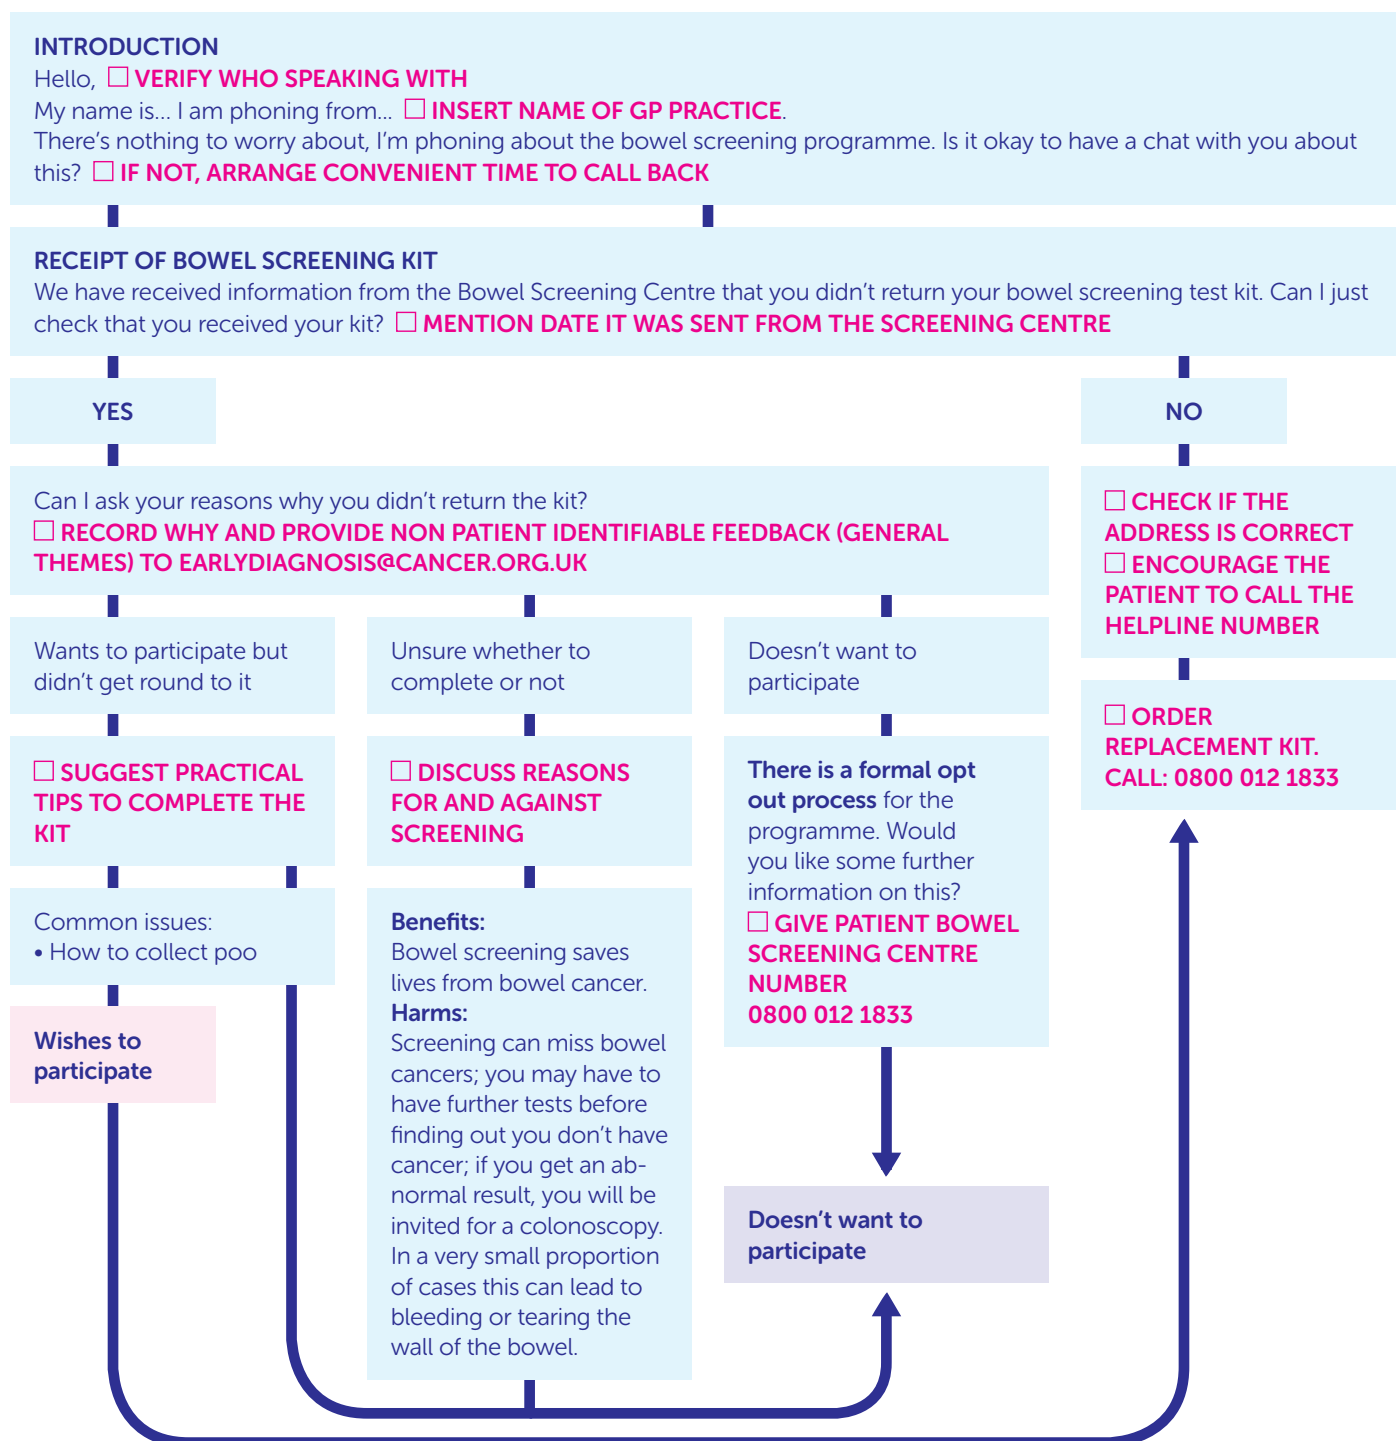 INTRODUCTION
Hello, ☐ VERIFY WHO SPEAKING WITH
My name is... I am phoning from... ☐ INSERT NAME OF GP PRACTICE.
There’s nothing to worry about, I’m phoning about the bowel screening programme. Is it okay to have a chat with you about
this? ☐ IF NOT, ARRANGE CONVENIENT TIME TO CALL BACK
RECEIPT OF BOWEL SCREENING KIT
We have received information from the Bowel Screening Centre that you didn’t return your bowel screening test kit. Can I just
check that you received your kit? ☐ MENTION DATE IT WAS SENT FROM THE SCREENING CENTRE
YES
NO
Can I ask your reasons why you didn’t return the kit?
☐ RECORD WHY AND PROVIDE NON PATIENT IDENTIFIABLE FEEDBACK (GENERAL
THEMES) TO EARLYDIAGNOSIS@CANCER.ORG.UK
☐ CHECK IF THE
ADDRESS IS CORRECT
☐ ENCOURAGE THE
PATIENT TO CALL THE
HELPLINE NUMBER
☐ ORDER
REPLACEMENT KIT.
CALL: 0800 012 1833
Wants to participate but
didn’t get round to it
☐ SUGGEST PRACTICAL
TIPS TO COMPLETE THE
KIT
Common issues:
• How to collect poo
Wishes to
participate
Unsure whether to
complete or not
☐ DISCUSS REASONS
FOR AND AGAINST
SCREENING
Benefits:
Bowel screening saves
lives from bowel cancer.
Harms:
Screening can miss bowel
cancers; you may have to
have further tests before
finding out you don’t have
cancer; if you get an ab-
normal result, you will be
invited for a colonoscopy.
In a very small proportion
of cases this can lead to
bleeding or tearing the
wall of the bowel.
Doesn’t want to
participate
There is a formal opt
out process for the
programme. Would
you like some further
information on this?
☐ GIVE PATIENT BOWEL
SCREENING CENTRE
NUMBER
0800 012 1833
Doesn’t want to
participate